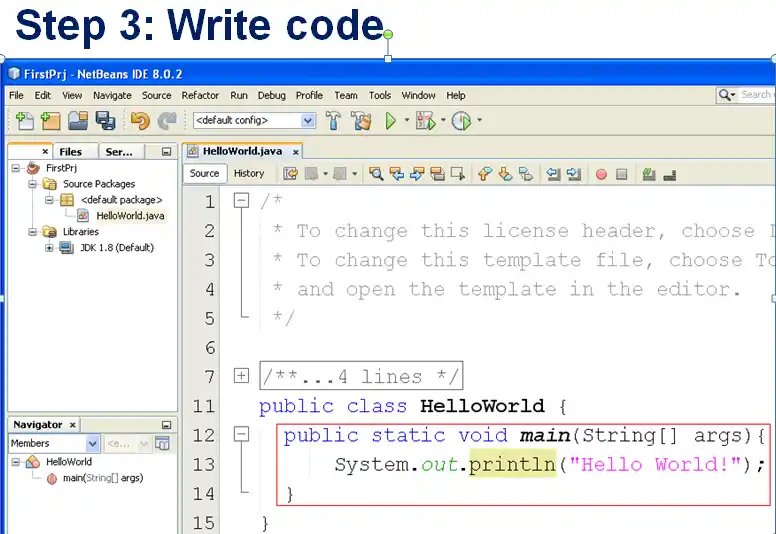 Step 3: Write code
FirstPrj - NetBeans IDE 8.0.2
File Edit View Navigate Source Refactor Run Debug Profile Team Tools Window Help
<default config>
Search
Files Ser...
HelloWorld.java
Source History
FirstPrj
Source Packages
<default package>
HelloWorld.java
Libraries
JDK 1.8 (Default)
Navigator
Members <e...
HelloWorld
main(String[] args)
1 /*
2 * To change this license header, choose
3 * To change this template file, choose To
4 * and open the template in the editor.
5 */
6
7 /**...4 lines */
11 public class HelloWorld {
12 public static void main(String[] args){
13 System.out.println("Hello World!");
14 }
15 }